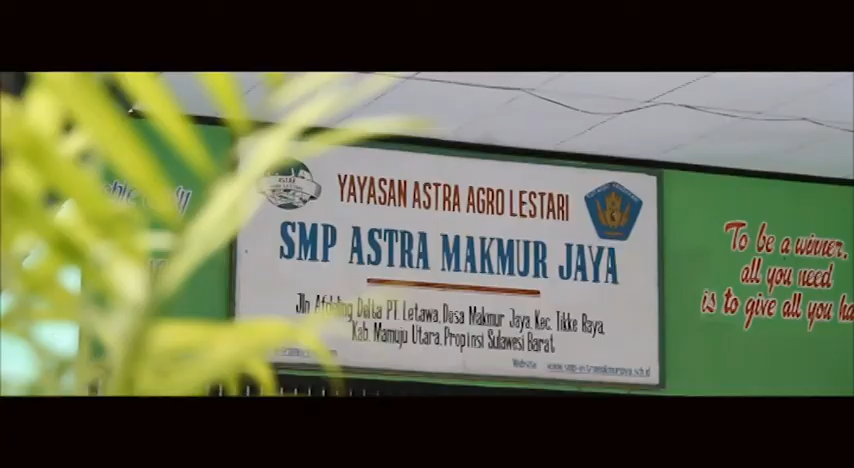 YAYASAN ASTRA AGRO LESTARI
SMP ASTRA MAKMUR JAYA
Jln Afdeling Delta PT. Letawa, Desa Makmur Jaya, Kec. Tikke Raya,
Kab Mamuju Utara, Propinsi Sulawesi Barat
Website
To be a winner.
all you need
is to give all you